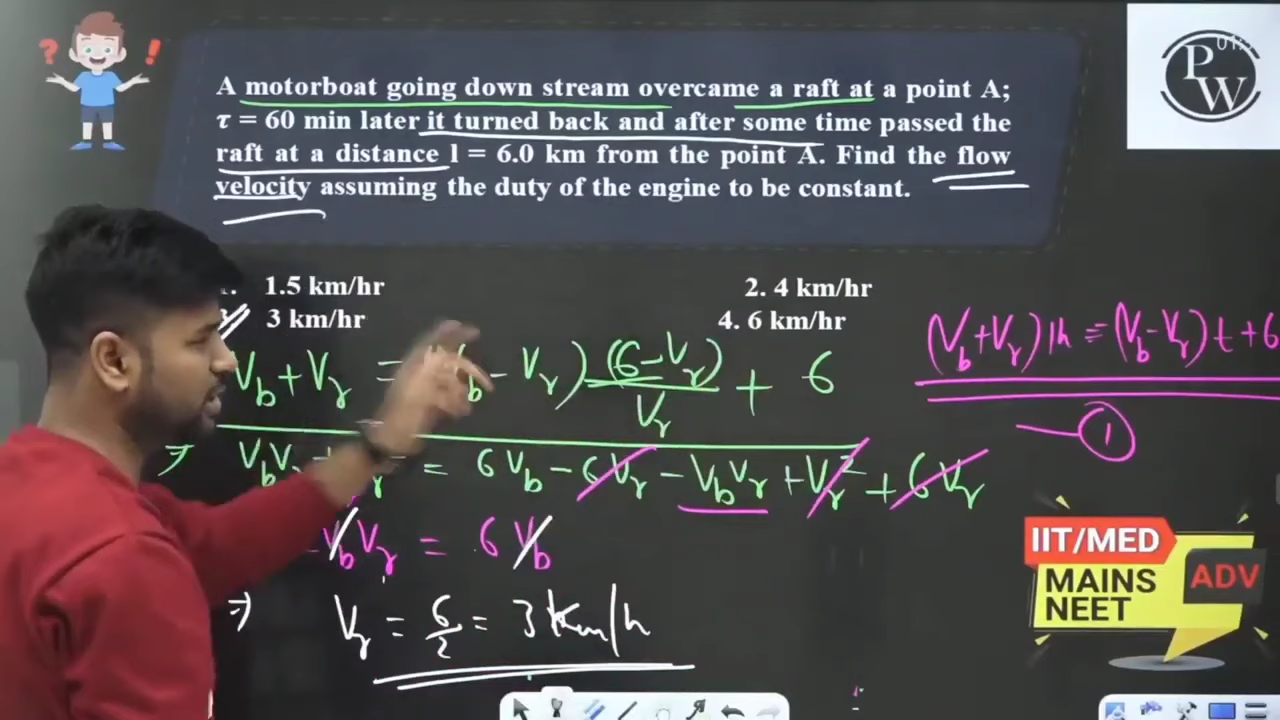 A motorboat going down stream overcame a raft at a point A;
τ = 60 min later it turned back and after some time passed the
raft at a distance l = 6.0 km from the point A. Find the flow
velocity assuming the duty of the engine to be constant.
P
W
? !
1.5 km/hr
2. 4 km/hr
3 km/hr
4. 6 km/hr
(Vb+Vr)1h = (Vb-Vr)t+6
1
Vb+Vr = - Vr)(6-Vr)/Vr + 6
⇒ = 6Vb - 6Vr - VbVr + Vr² + 6Vr
VbVr = 6Vb
⇒ Vr = 6/2 = 3 Km/h
IIT/MED
MAINS
NEET
ADV